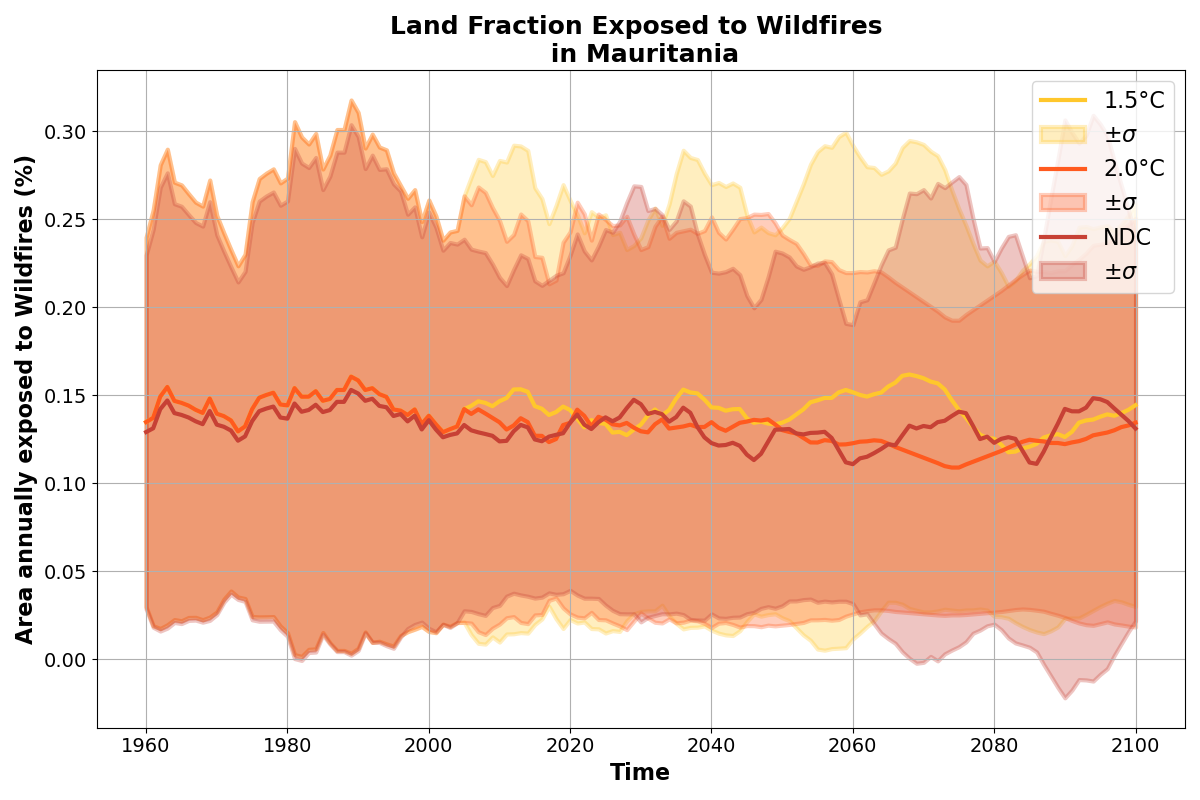 Land Fraction Exposed to Wildfires
in Mauritania
Area annually exposed to Wildfires (%)
0.30
0.25
0.20
0.15
0.10
0.05
0.00
1.5°C
±σ
2.0°C
±σ
NDC
±σ
1960
1980
2000
2020
2040
2060
2080
2100
Time